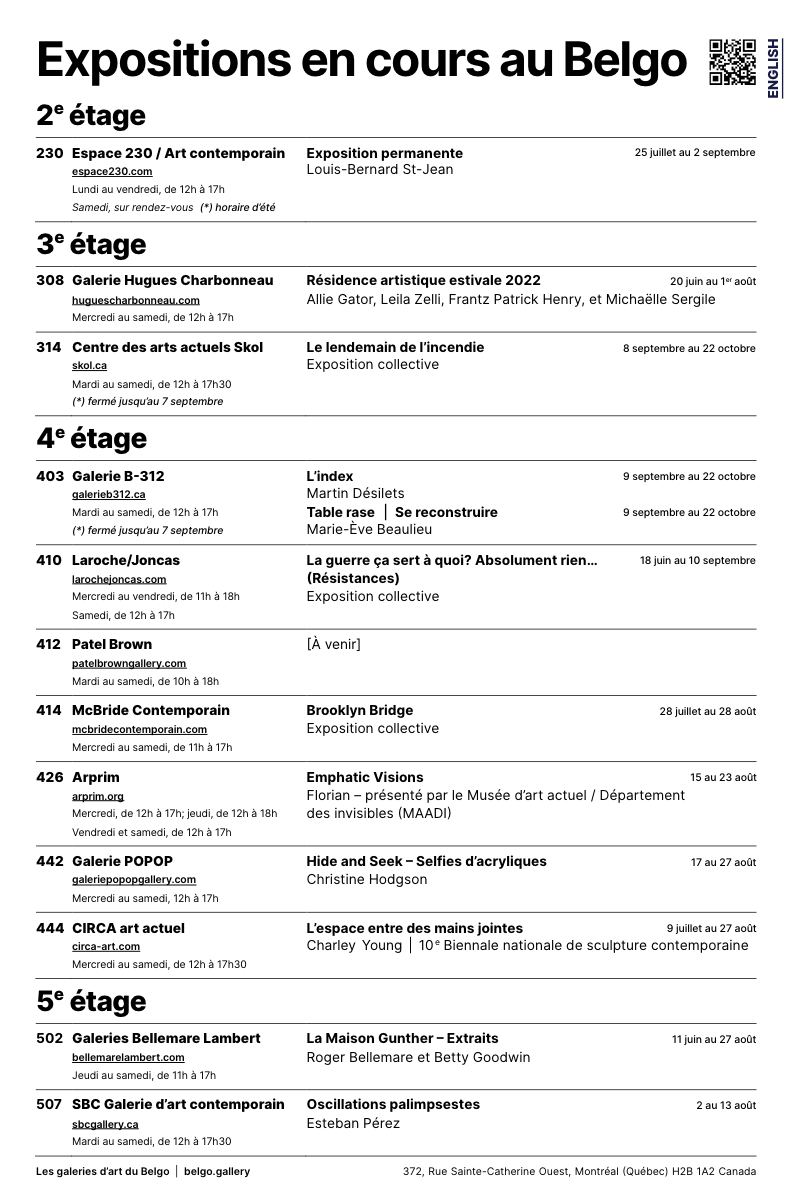 Expositions en cours au Belgo
ENGLISH
2e étage
230 Espace 230 / Art contemporain
espace230.com
Lundi au vendredi, de 12h à 17h
Samedi, sur rendez-vous (*) horaire d’été
Exposition permanente
25 juillet au 2 septembre
Louis-Bernard St-Jean
3e étage
308 Galerie Hugues Charbonneau
huguescharbonneau.com
Mercredi au samedi, de 12h à 17h
Résidence artistique estivale 2022
20 juin au 1er août
Allie Gator, Leila Zelli, Frantz Patrick Henry, et Michaëlle Sergile
314 Centre des arts actuels Skol
skol.ca
Mardi au samedi, de 12h à 17h30
(*) fermé jusqu’au 7 septembre
Le lendemain de l’incendie
8 septembre au 22 octobre
Exposition collective
4e étage
403 Galerie B-312
galerieb312.ca
Mardi au samedi, de 12h à 17h
(*) fermé jusqu’au 7 septembre
L’index
9 septembre au 22 octobre
Martin Désilets
Table rase | Se reconstruire
9 septembre au 22 octobre
Marie-Ève Beaulieu
410 Laroche/Joncas
larochejoncas.com
Mercredi au vendredi, de 11h à 18h
Samedi, de 12h à 17h
La guerre ça sert à quoi? Absolument rien...
18 juin au 10 septembre
(Résistances)
Exposition collective
412 Patel Brown
patelbrowngallery.com
Mardi au samedi, de 10h à 18h
[À venir]
414 McBride Contemporain
mcbridecontemporain.com
Mercredi au samedi, de 11h à 17h
Brooklyn Bridge
28 juillet au 28 août
Exposition collective
426 Arprim
arprim.org
Mercredi, de 12h à 17h; jeudi, de 12h à 18h
Vendredi et samedi, de 12h à 17h
Emphatic Visions
15 au 23 août
Florian – présenté par le Musée d’art actuel / Département
des invisibles (MAADI)
442 Galerie POPOP
galeriepopopgallery.com
Mercredi au samedi, de 12h à 17h
Hide and Seek – Selfies d’acryliques
17 au 27 août
Christine Hodgson
444 CIRCA art actuel
circa-art.com
Mercredi au samedi, de 12h à 17h30
L’espace entre des mains jointes
9 juillet au 27 août
Charley Young | 10e Biennale nationale de sculpture contemporaine
5e étage
502 Galeries Bellemare Lambert
bellemarelambert.com
Jeudi au samedi, de 11h à 17h
La Maison Gunther – Extraits
11 juin au 27 août
Roger Bellemare et Betty Goodwin
507 SBC Galerie d’art contemporain
sbcgallery.ca
Mardi au samedi, de 12h à 17h30
Oscillations palimpsestes
2 au 13 août
Esteban Pérez
Les galeries d’art du Belgo | belgo.gallery
372, Rue Sainte-Catherine Ouest, Montréal (Québec) H2B 1A2 Canada